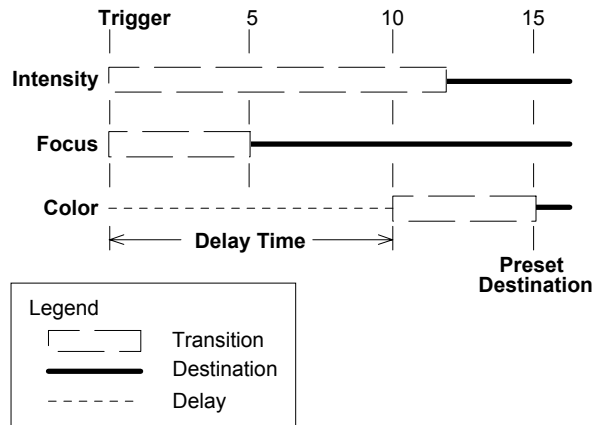 Trigger 5 10 15
Intensity
Focus
Color
Delay Time
Preset
Destination
Legend
Transition
Destination
Delay